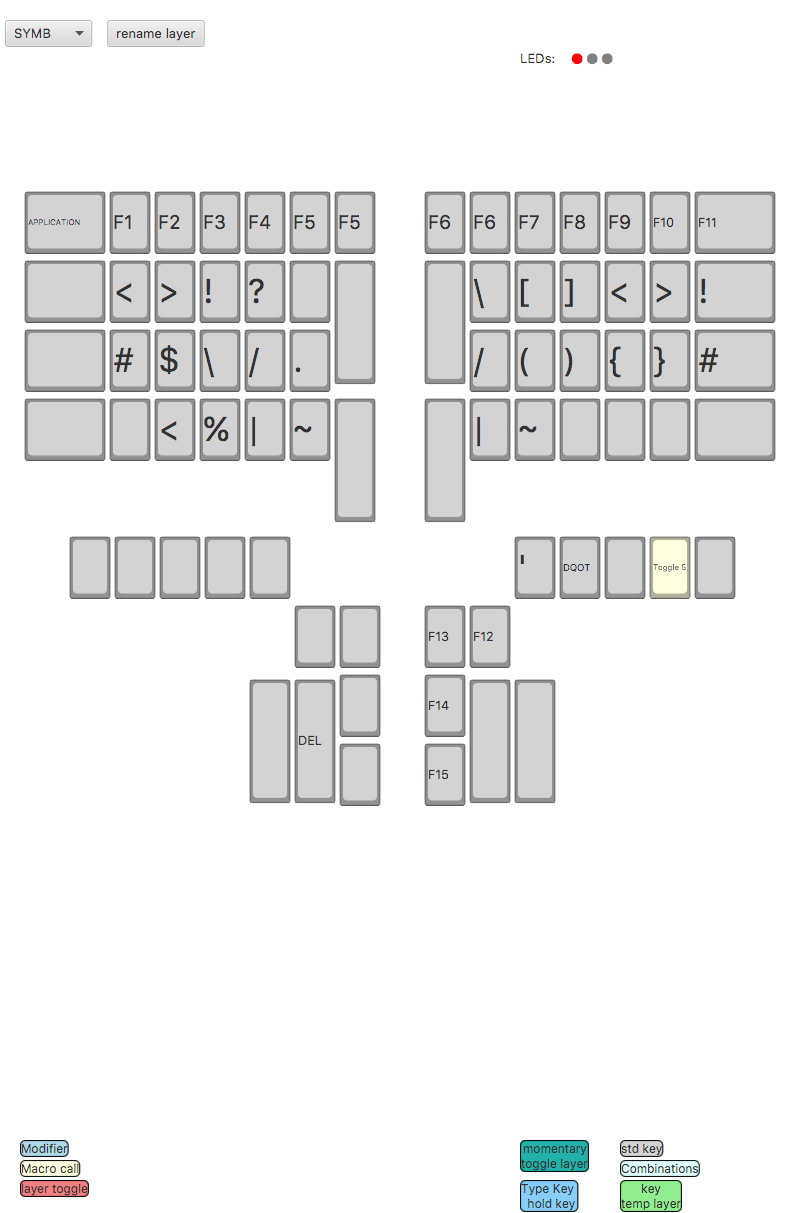 SYMB rename layer
LEDs:
APPLICATION F1 F2 F3 F4 F5 F5 F6 F6 F7 F8 F9 F10 F11
< > ! ? \ [ ] < > !
# $ \ / . / ( ) { } #
< % | ~ | ~
' DQOT Toggle 5
F13 F12
F14
DEL
F15
Modifier
Macro call
layer toggle
momentary
toggle layer
Type Key
hold key
std key
Combinations
key
temp layer